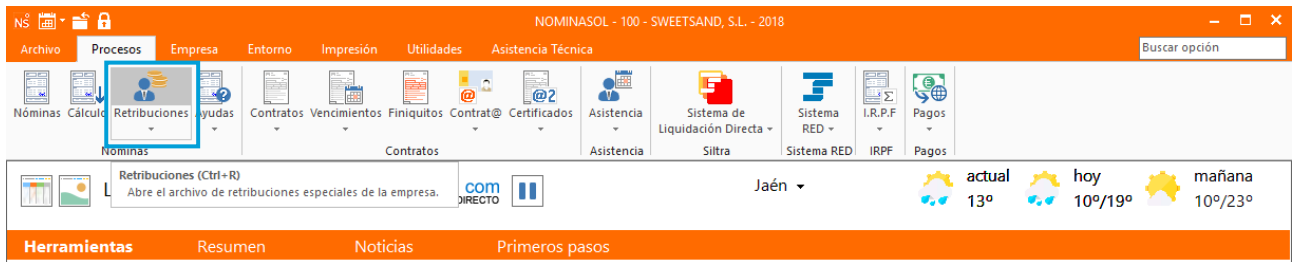 NS NOMINASOL - 100 - SWEETSAND, S.L. - 2018
Archivo Procesos Empresa Entorno Impresión Utilidades Asistencia Técnica Buscar opción
Nóminas Cálculo Retribuciones Ayudas Contratos Vencimientos Finiquitos Contrat@ Certificados Asistencia Sistema de Liquidación Directa Sistema RED I.R.P.F Pagos
Nóminas Contratos Asistencia Siltra Sistema RED IRPF Pagos
Retribuciones (Ctrl+R)
Abre el archivo de retribuciones especiales de la empresa.
L com Jaén actual hoy mañana
13º 10º/19º 10º/23º
Herramientas Resumen Noticias Primeros pasos